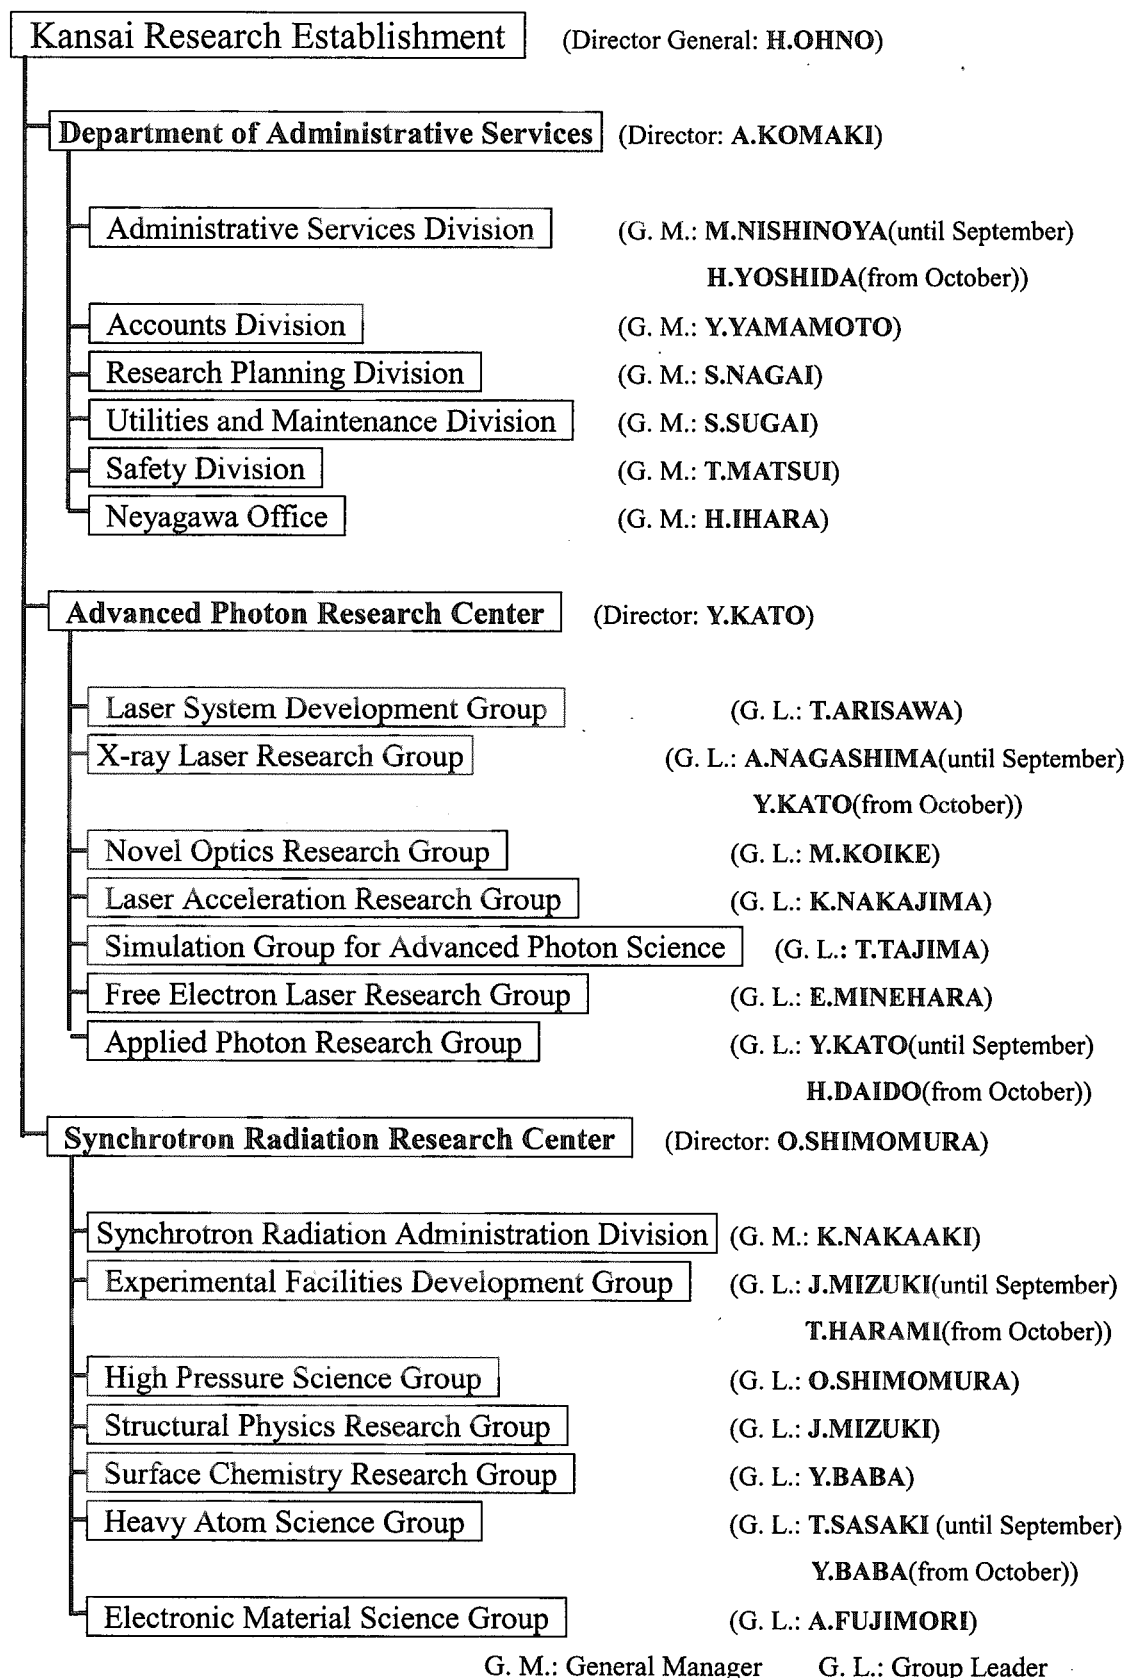 Kansai Research Establishment (Director General: H.OHNO)
Department of Administrative Services (Director: A.KOMAKI)
Administrative Services Division (G. M.: M.NISHINOYA(until September)
H.YOSHIDA(from October))
Accounts Division (G. M.: Y.YAMAMOTO)
Research Planning Division (G. M.: S.NAGAI)
Utilities and Maintenance Division (G. M.: S.SUGAI)
Safety Division (G. M.: T.MATSUI)
Neyagawa Office (G. M.: H.IHARA)
Advanced Photon Research Center (Director: Y.KATO)
Laser System Development Group (G. L.: T.ARISAWA)
X-ray Laser Research Group (G. L.: A.NAGASHIMA(until September)
Y.KATO(from October))
Novel Optics Research Group (G. L.: M.KOIKE)
Laser Acceleration Research Group (G. L.: K.NAKAJIMA)
Simulation Group for Advanced Photon Science (G. L.: T.TAJIMA)
Free Electron Laser Research Group (G. L.: E.MINEHARA)
Applied Photon Research Group (G. L.: Y.KATO(until September)
H.DAIDO(from October))
Synchrotron Radiation Research Center (Director: O.SHIMOMURA)
Synchrotron Radiation Administration Division (G. M.: K.NAKAAKI)
Experimental Facilities Development Group (G. L.: J.MIZUKI(until September)
T.HARAMI(from October))
High Pressure Science Group (G. L.: O.SHIMOMURA)
Structural Physics Research Group (G. L.: J.MIZUKI)
Surface Chemistry Research Group (G. L.: Y.BABA)
Heavy Atom Science Group (G. L.: T.SASAKI (until September)
Y.BABA(from October))
Electronic Material Science Group (G. L.: A.FUJIMORI)
G. M.: General Manager G. L.: Group Leader